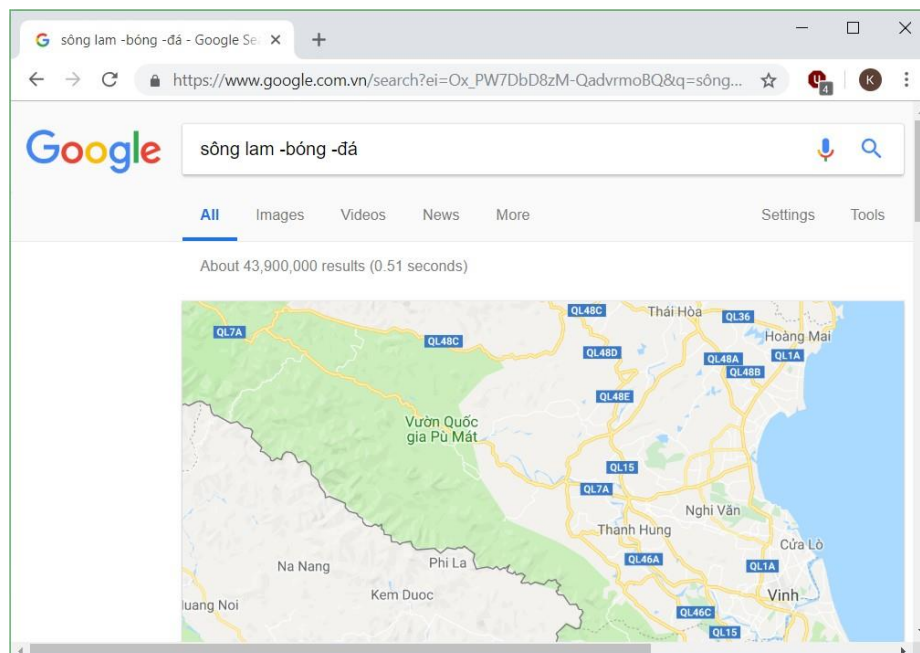 sông lam -bóng -đá - Google Se
https://www.google.com.vn/search?ei=Ox_PW7DbD8zM-QadvrmoBQ&q=sông...
4
K
Google
sông lam -bóng -đá
All Images Videos News More Settings Tools
About 43,900,000 results (0.51 seconds)
QL48C Thái Hòa QL36
QL7A QL48C Hoàng Mai
QL48D QL48A QL1A
QL48B
QL48E
Vườn Quốc
gia Pù Mát
QL15
QL7A
Nghi Văn
Thanh Hung
Cửa Lò
QL46A QL1A
Na Nang Phi La
Kem Duoc Vinh
luang Noi QL46C
QL15